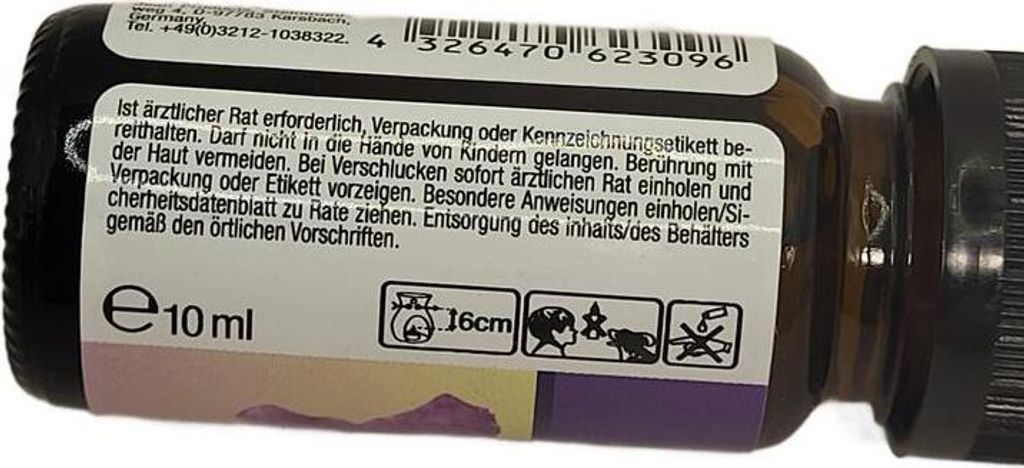 weg 4, D-97783 Karsbach,
Germany,
Tel. +49(0)3212-1038322.
4 326470 623096
Ist ärztlicher Rat erforderlich, Verpackung oder Kennzeichnungsetikett be-
reithalten. Darf nicht in die Hände von Kindern gelangen. Berührung mit
der Haut vermeiden. Bei Verschlucken sofort ärztlichen Rat einholen und
Verpackung oder Etikett vorzeigen. Besondere Anweisungen einholen/Si-
cherheitsdatenblatt zu Rate ziehen. Entsorgung des Inhalts/des Behälters
gemäß den örtlichen Vorschriften.
℮10 ml
16cm